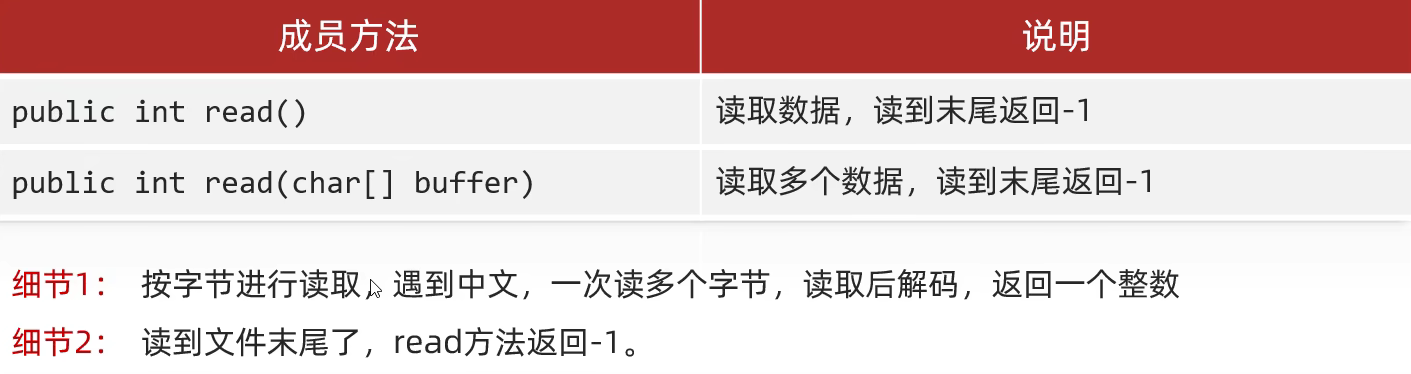 成员方法 说明
public int read() 读取数据，读到末尾返回-1
public int read(char[] buffer) 读取多个数据，读到末尾返回-1
细节1： 按字节进行读取，遇到中文，一次读多个字节，读取后解码，返回一个整数
细节2： 读到文件末尾了，read方法返回-1。